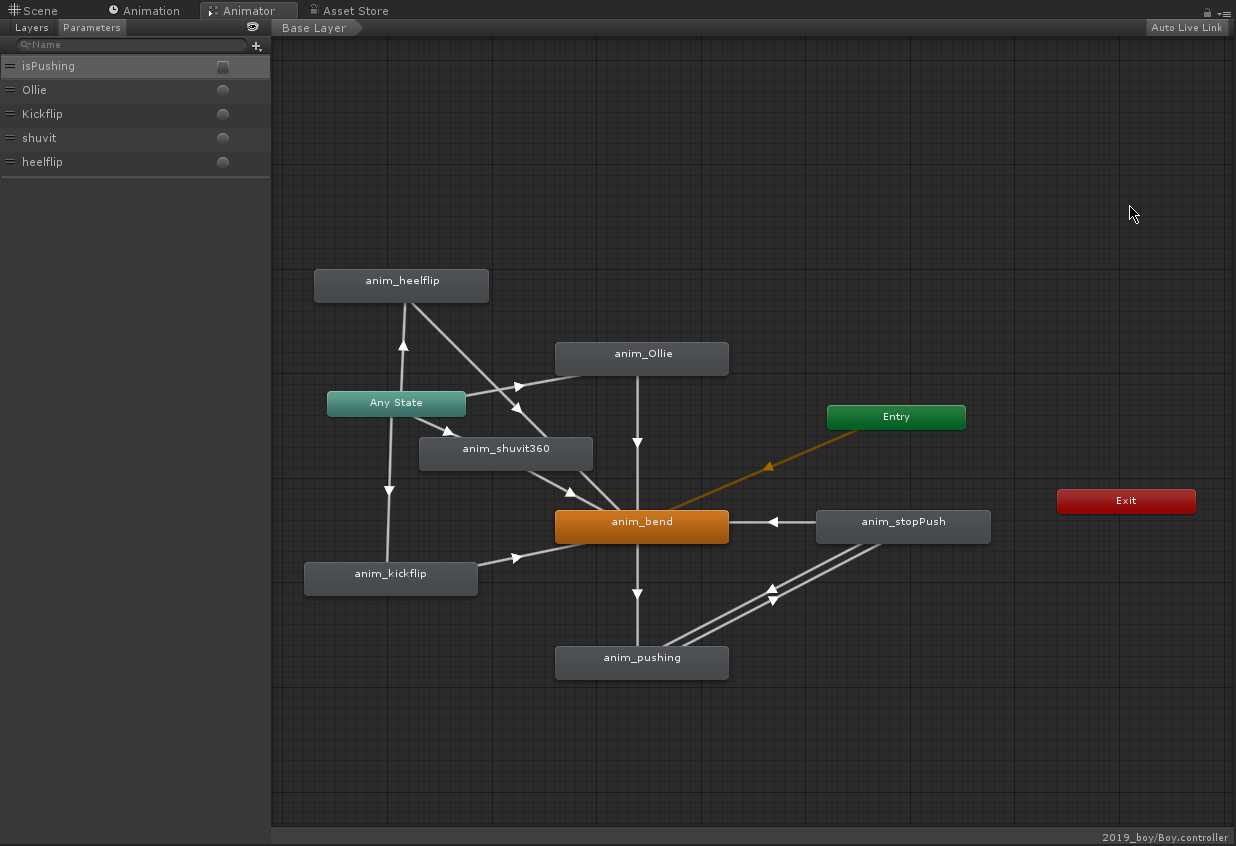 Scene Animation Animator Asset Store
Layers Parameters Base Layer Auto Live Link
Name
isPushing
Ollie
Kickflip
shuvit
heelflip
anim_heelflip
anim_Ollie
Any State
Entry
anim_shuvit360
Exit
anim_bend
anim_stopPush
anim_kickflip
anim_pushing
2019_boy/Boy.controller